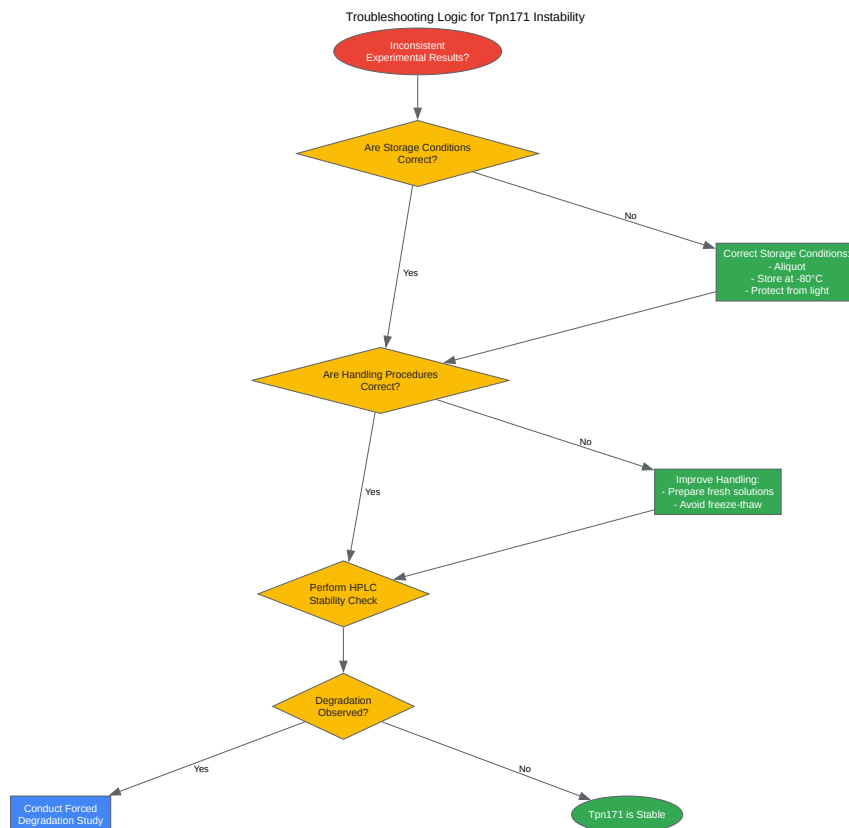 Troubleshooting Logic for Tpn171 Instability
Inconsistent
Experimental Results?
Are Storage Conditions
Correct?
No
Correct Storage Conditions:
- Aliquot
- Store at -80°C
- Protect from light
Yes
Are Handling Procedures
Correct?
No
Improve Handling:
- Prepare fresh solutions
- Avoid freeze-thaw
Yes
Perform HPLC
Stability Check
Degradation
Observed?
Yes
No
Conduct Forced
Degradation Study
Tpn171 is Stable